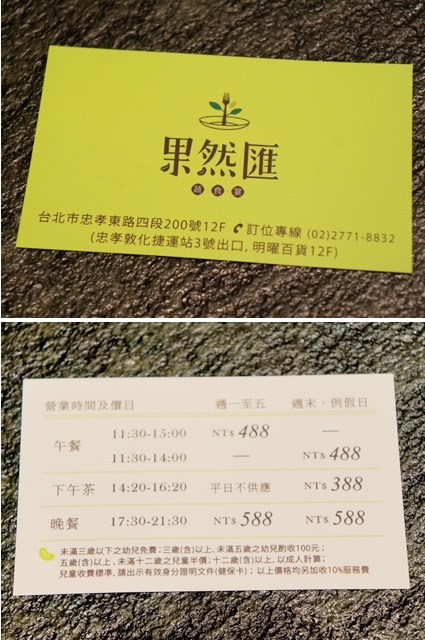 果然匯
蔬食宴
台北市忠孝東路四段200號12F 訂位專線 (02)2771-8832
(忠孝敦化捷運站3號出口, 明曜百貨12F)
營業時間及價目 週一至五 週末、例假日
午餐 11:30-15:00 NT$ 488 —
11:30-14:00 — NT$ 488
下午茶 14:20-16:20 平日不供應 NT$ 388
晚餐 17:30-21:30 NT$ 588 NT$ 588
未滿三歲以下之幼兒免費;三歲(含)以上、未滿五歲之幼兒酌收100元;
五歲(含)以上、未滿十二歲之兒童半價;十二歲(含)以上,以成人計算;
兒童收費標準,請出示有效身分證明文件(健保卡);以上價格均另加收10%服務費